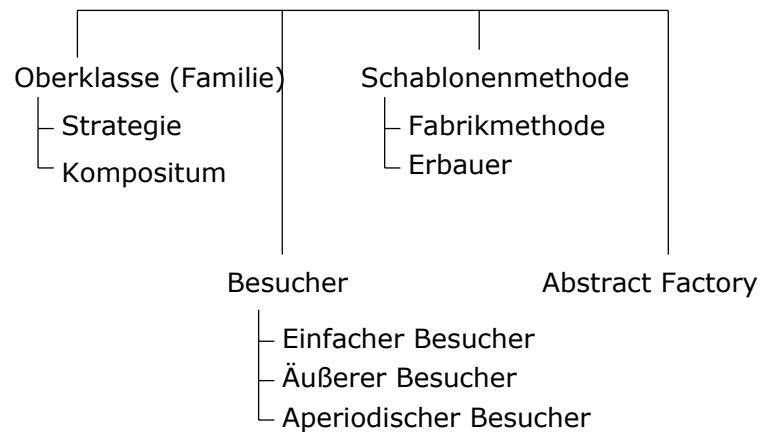 Oberklasse (Familie)
Strategie
Kompositum
Schablonenmethode
Fabrikmethode
Erbauer
Besucher
Einfacher Besucher
Äußerer Besucher
Aperiodischer Besucher
Abstract Factory